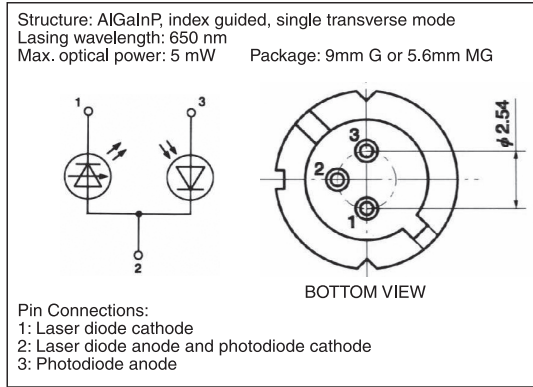 Structure: AlGaInP, index guided, single transverse mode
Lasing wavelength: 650 nm
Max. optical power: 5 mW Package: 9mm G or 5.6mm MG
1
3
2
3
2
1
ϕ2.54
BOTTOM VIEW
Pin Connections:
1: Laser diode cathode
2: Laser diode anode and photodiode cathode
3: Photodiode anode